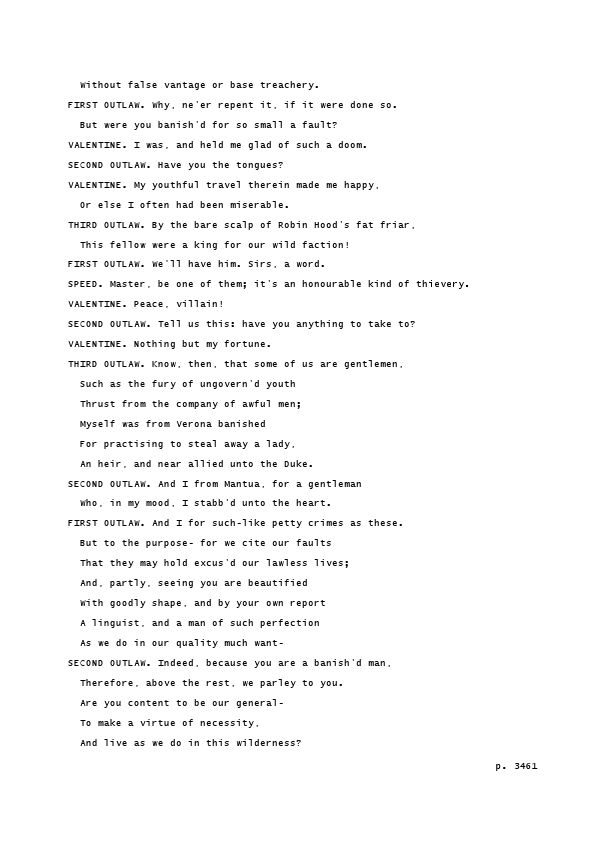 Without false vantage or base treachery.
FIRST OUTLAW. Why, ne'er repent it, if it were done so.
But were you banish'd for so small a fault?
VALENTINE. I was, and held me glad of such a doom.
SECOND OUTLAW. Have you the tongues?
VALENTINE. My youthful travel therein made me happy,
Or else I often had been miserable.
THIRD OUTLAW. By the bare scalp of Robin Hood's fat friar,
This fellow were a king for our wild faction!
FIRST OUTLAW. We'll have him. Sirs, a word.
SPEED. Master, be one of them; it's an honourable kind of thievery.
VALENTINE. Peace, villain!
SECOND OUTLAW. Tell us this: have you anything to take to?
VALENTINE. Nothing but my fortune.
THIRD OUTLAW. Know, then, that some of us are gentlemen,
Such as the fury of ungovern'd youth
Thrust from the company of awful men;
Myself was from Verona banished
For practising to steal away a lady,
An heir, and near allied unto the Duke.
SECOND OUTLAW. And I from Mantua, for a gentleman
Who, in my mood, I stabb'd unto the heart.
FIRST OUTLAW. And I for such-like petty crimes as these.
But to the purpose- for we cite our faults
That they may hold excus'd our lawless lives;
And, partly, seeing you are beautified
With goodly shape, and by your own report
A linguist, and a man of such perfection
As we do in our quality much want-
SECOND OUTLAW. Indeed, because you are a banish'd man,
Therefore, above the rest, we parley to you.
Are you content to be our general-
To make a virtue of necessity,
And live as we do in this wilderness?
p. 3461